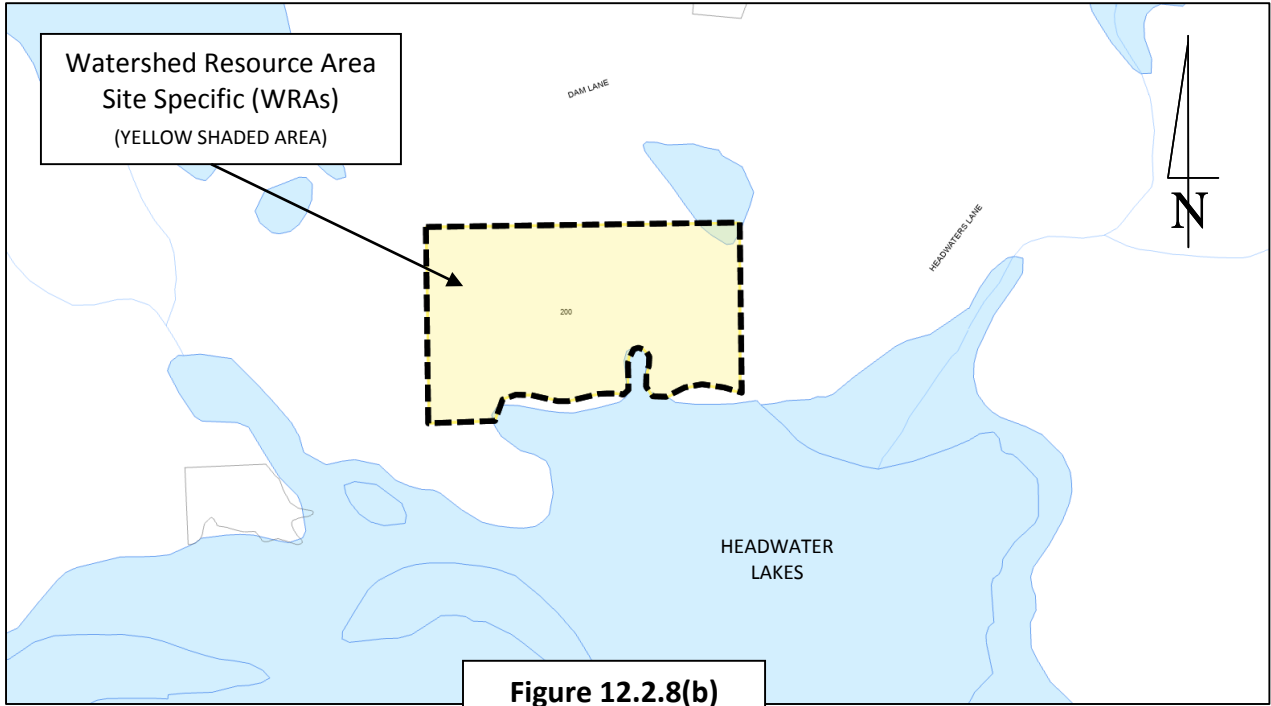 Watershed Resource Area
Site Specific (WRAs)
(YELLOW SHADED AREA)
DAM LANE
N
HEADWATERS LANE
200
HEADWATER
LAKES
Figure 12.2.8(b)